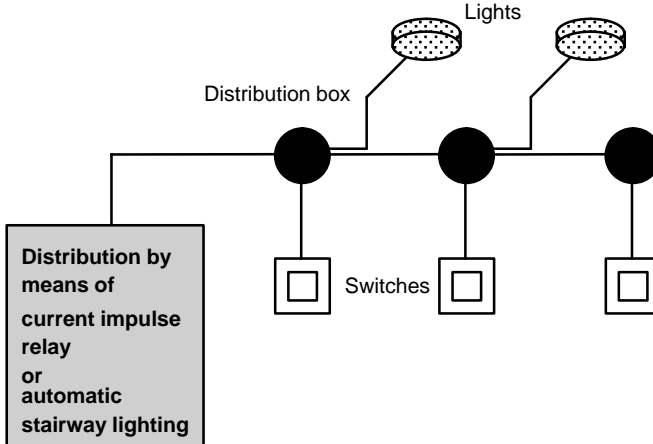 Lights
Distribution box
Switches
Distribution by
means of
current impulse
relay
or
automatic
stairway lighting